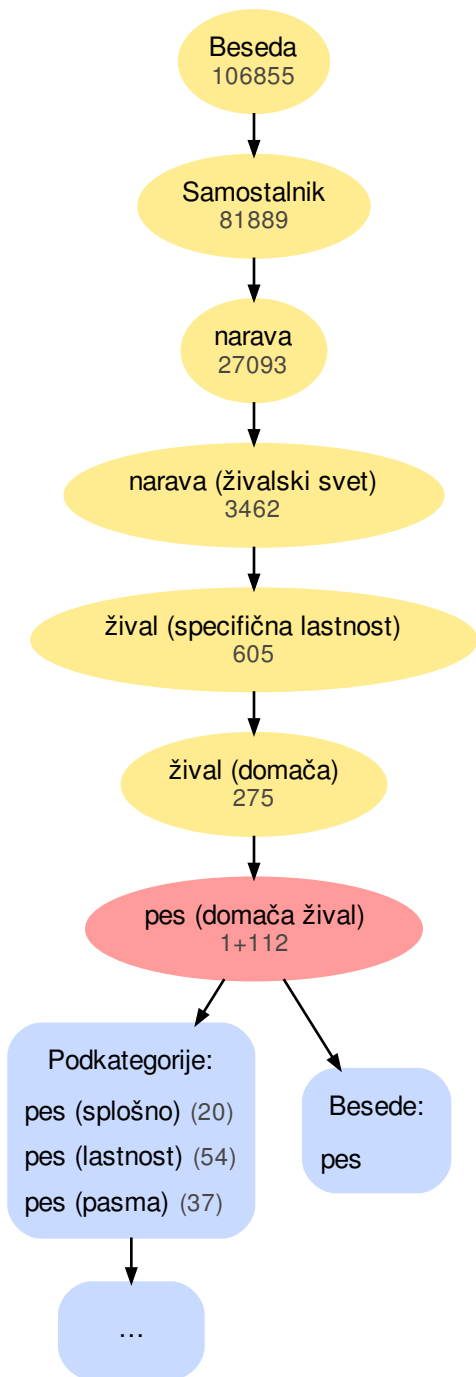 Beseda
106855
Samostalnik
81889
narava
27093
narava (živalski svet)
3462
žival (specifična lastnost)
605
žival (domača)
275
pes (domača žival)
1+112
Podkategorije:
pes (splošno) (20)
pes (lastnost) (54)
pes (pasma) (37)
Besede:
pes
...